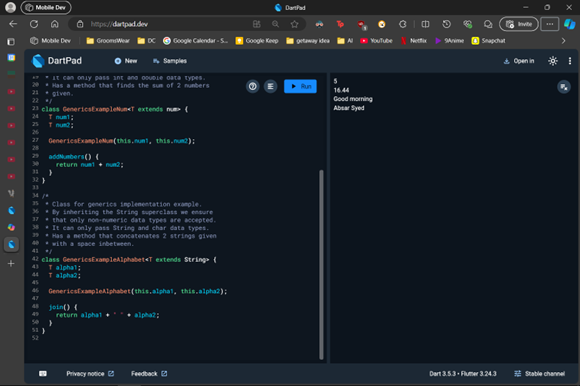 Mobile Dev
DartPad
https://dartpad.dev
Invite
Mobile Dev
GroomsWear
DC
Google Calendar - S...
Google Keep
getaway idea
AI
YouTube
Netflix
9Anime
Snapchat
DartPad
New
Samples
Open in
19 * It can only pass int and double data types.
20 * Has a method that finds the sum of 2 numbers
21 * given.
22 */
23 class GenericsExampleNum<T extends num> {
24 T num1;
25 T num2;
26
27 GenericsExampleNum(this.num1, this.num2);
28
29 addNumbers() {
30 return num1 + num2;
31 }
32 }
33
34 /*
35 * Class for generics implementation example.
36 * By inheriting the String superclass we ensure
37 * that only non-numeric data types are accepted.
38 * It can only pass String and char data types.
39 * Has a method that concatenates 2 strings given
40 * with a space inbetween.
41 */
42 class GenericsExampleAlphabet<T extends String> {
43 T alpha1;
44 T alpha2;
45
46 GenericsExampleAlphabet(this.alpha1, this.alpha2);
47
48 join() {
49 return alpha1 + ' ' + alpha2;
50 }
51 }
52
Run
5
16.44
Good morning
Absar Syed
Privacy notice
Feedback
Dart 3.5.3 • Flutter 3.24.3
Stable channel